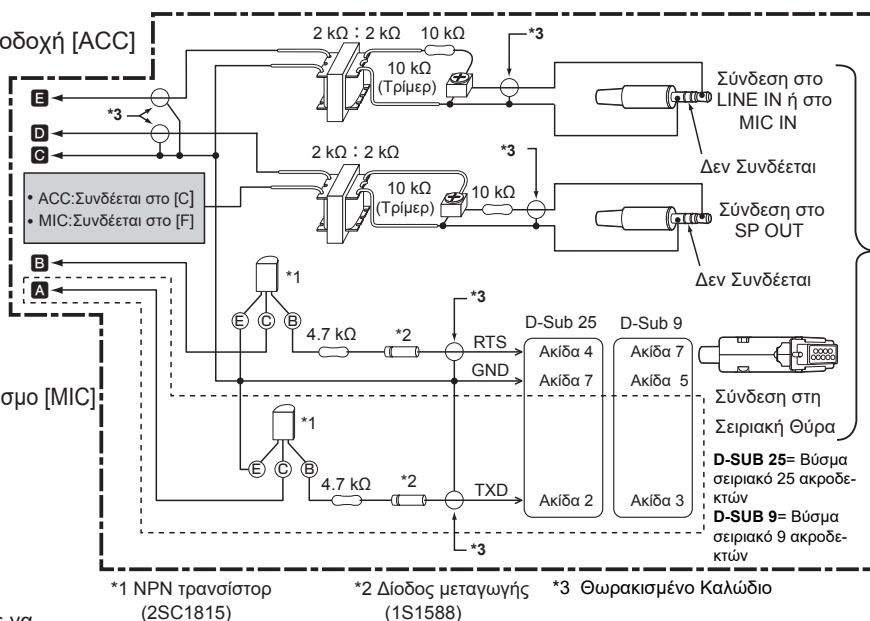 οδοχή [ACC]
2 kΩ : 2 kΩ 10 kΩ
*3
10 kΩ
(Τρίμερ)
Σύνδεση στο
LINE IN ή στο
MIC IN
Δεν Συνδέεται
E
*3
D
C
2 kΩ : 2 kΩ
*3
• ACC:Συνδέεται στο [C]
• MIC:Συνδέεται στο [F]
10 kΩ
(Τρίμερ)
10 kΩ
Σύνδεση στο
SP OUT
Δεν Συνδέεται
B
A
*1
*3
E C B
4.7 kΩ
*2
RTS
GND
D-Sub 25
D-Sub 9
Ακίδα 4
Ακίδα 7
Ακίδα 7
Ακίδα 5
Σύνδεση στη
Σειριακή Θύρα
σμο [MIC]
*1
E C B
4.7 kΩ
*2
TXD
Ακίδα 2
Ακίδα 3
*3
D-SUB 25= Βύσμα
σειριακό 25 ακροδε-
κτών
D-SUB 9= Βύσμα
σειριακό 9 ακροδε-
κτών
*1 NPN τρανσίστορ
(2SC1815)
*2 Δίοδος μεταγωγής
(1S1588)
*3 Θωρακισμένο Καλώδιο